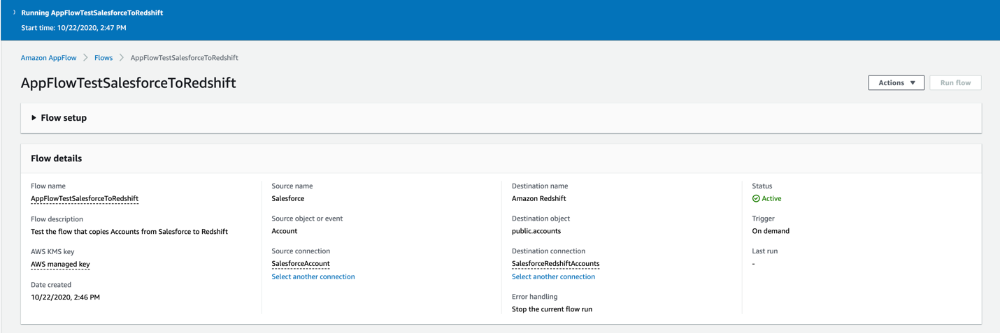 Running AppFlowTestSalesforceToRedshift
Start time: 10/22/2020, 2:47 PM
Amazon AppFlow > Flows > AppFlowTestSalesforceToRedshift
AppFlowTestSalesforceToRedshift
Actions
Run flow
Flow setup
Flow details
Flow name
AppFlowTestSalesforceToRedshift
Flow description
Test the flow that copies Accounts from Salesforce to Redshift
AWS KMS key
AWS managed key
Date created
10/22/2020, 2:46 PM
Source name
Salesforce
Source object or event
Account
Source connection
SalesforceAccount
Select another connection
Destination name
Amazon Redshift
Destination object
public.accounts
Destination connection
SalesforceRedshiftAccounts
Select another connection
Error handling
Stop the current flow run
Status
Active
Trigger
On demand
Last run
-